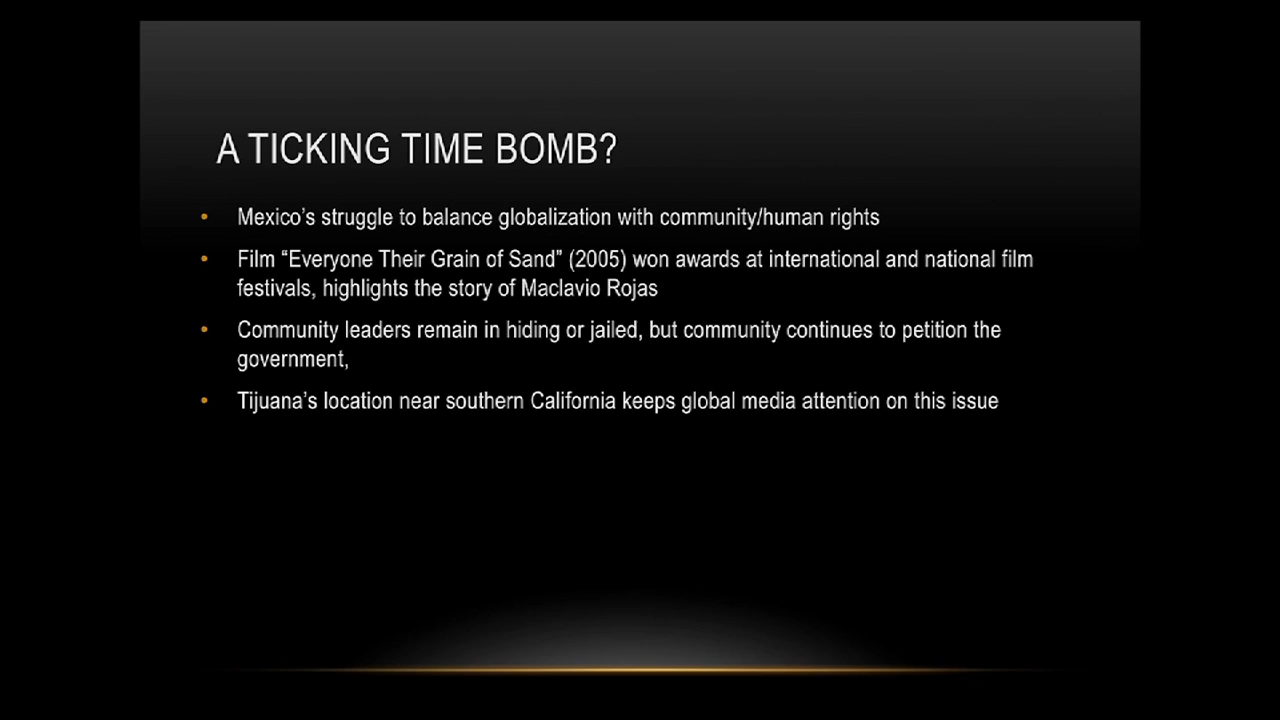 A TICKING TIME BOMB?
• Mexico’s struggle to balance globalization with community/human rights
• Film “Everyone Their Grain of Sand” (2005) won awards at international and national film
festivals, highlights the story of Maclavio Rojas
• Community leaders remain in hiding or jailed, but community continues to petition the
government,
• Tijuana’s location near southern California keeps global media attention on this issue